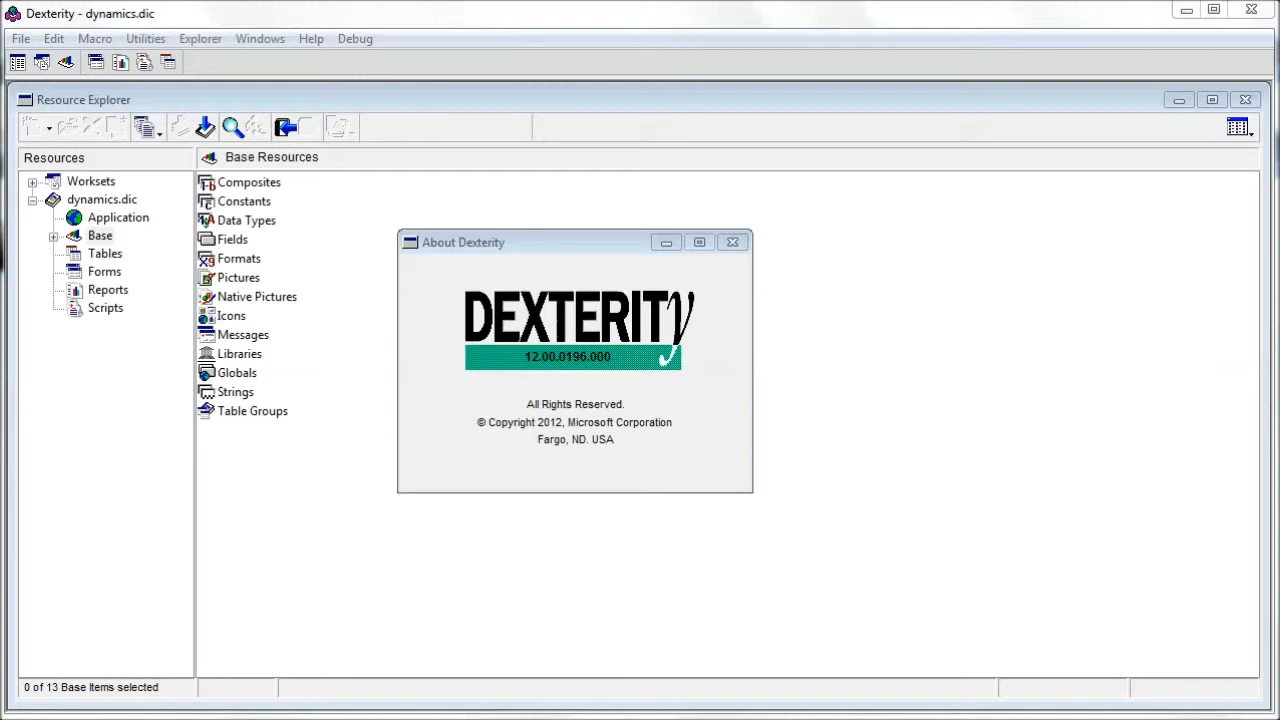 Dexterity - dynamics.dic
File Edit Macro Utilities Explorer Windows Help Debug
Resource Explorer
Resources
Base Resources
Worksets
dynamics.dic
Application
Base
Tables
Forms
Reports
Scripts
Composites
Constants
Data Types
Fields
Formats
Pictures
Native Pictures
Icons
Messages
Libraries
Globals
Strings
Table Groups
About Dexterity
DEXTERITy
12.00.0196.000
All Rights Reserved.
© Copyright 2012, Microsoft Corporation
Fargo, ND. USA
0 of 13 Base Items selected